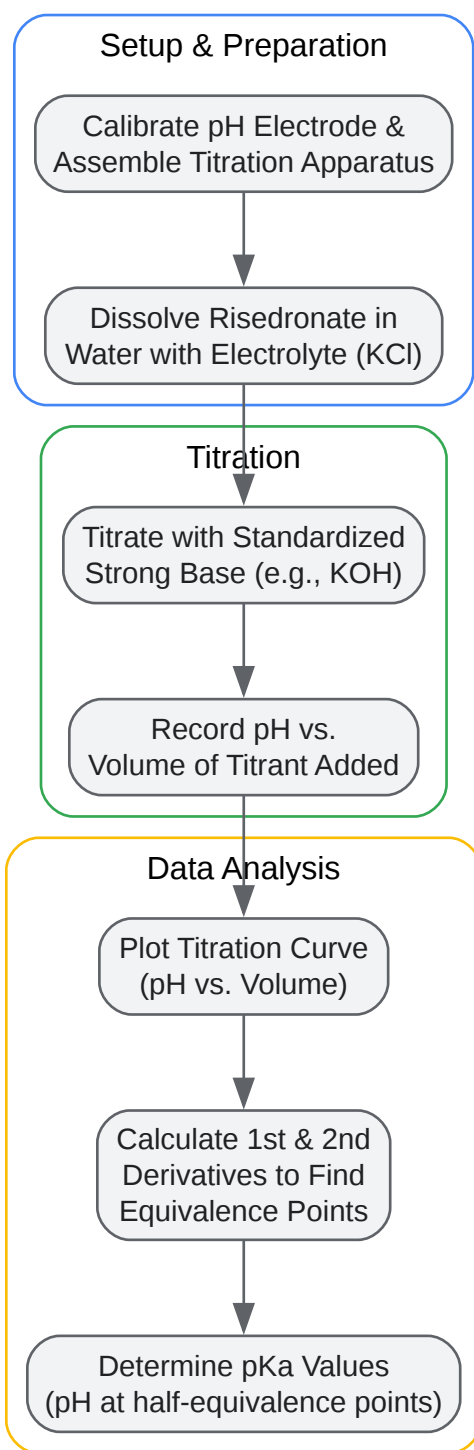 Setup & Preparation
Calibrate pH Electrode &
Assemble Titration Apparatus
Dissolve Risedronate in
Water with Electrolyte (KCl)
Titration
Titrate with Standardized
Strong Base (e.g., KOH)
Record pH vs.
Volume of Titrant Added
Data Analysis
Plot Titration Curve
(pH vs. Volume)
Calculate 1st & 2nd
Derivatives to Find
Equivalence Points
Determine pKa Values
(pH at half-equivalence points)